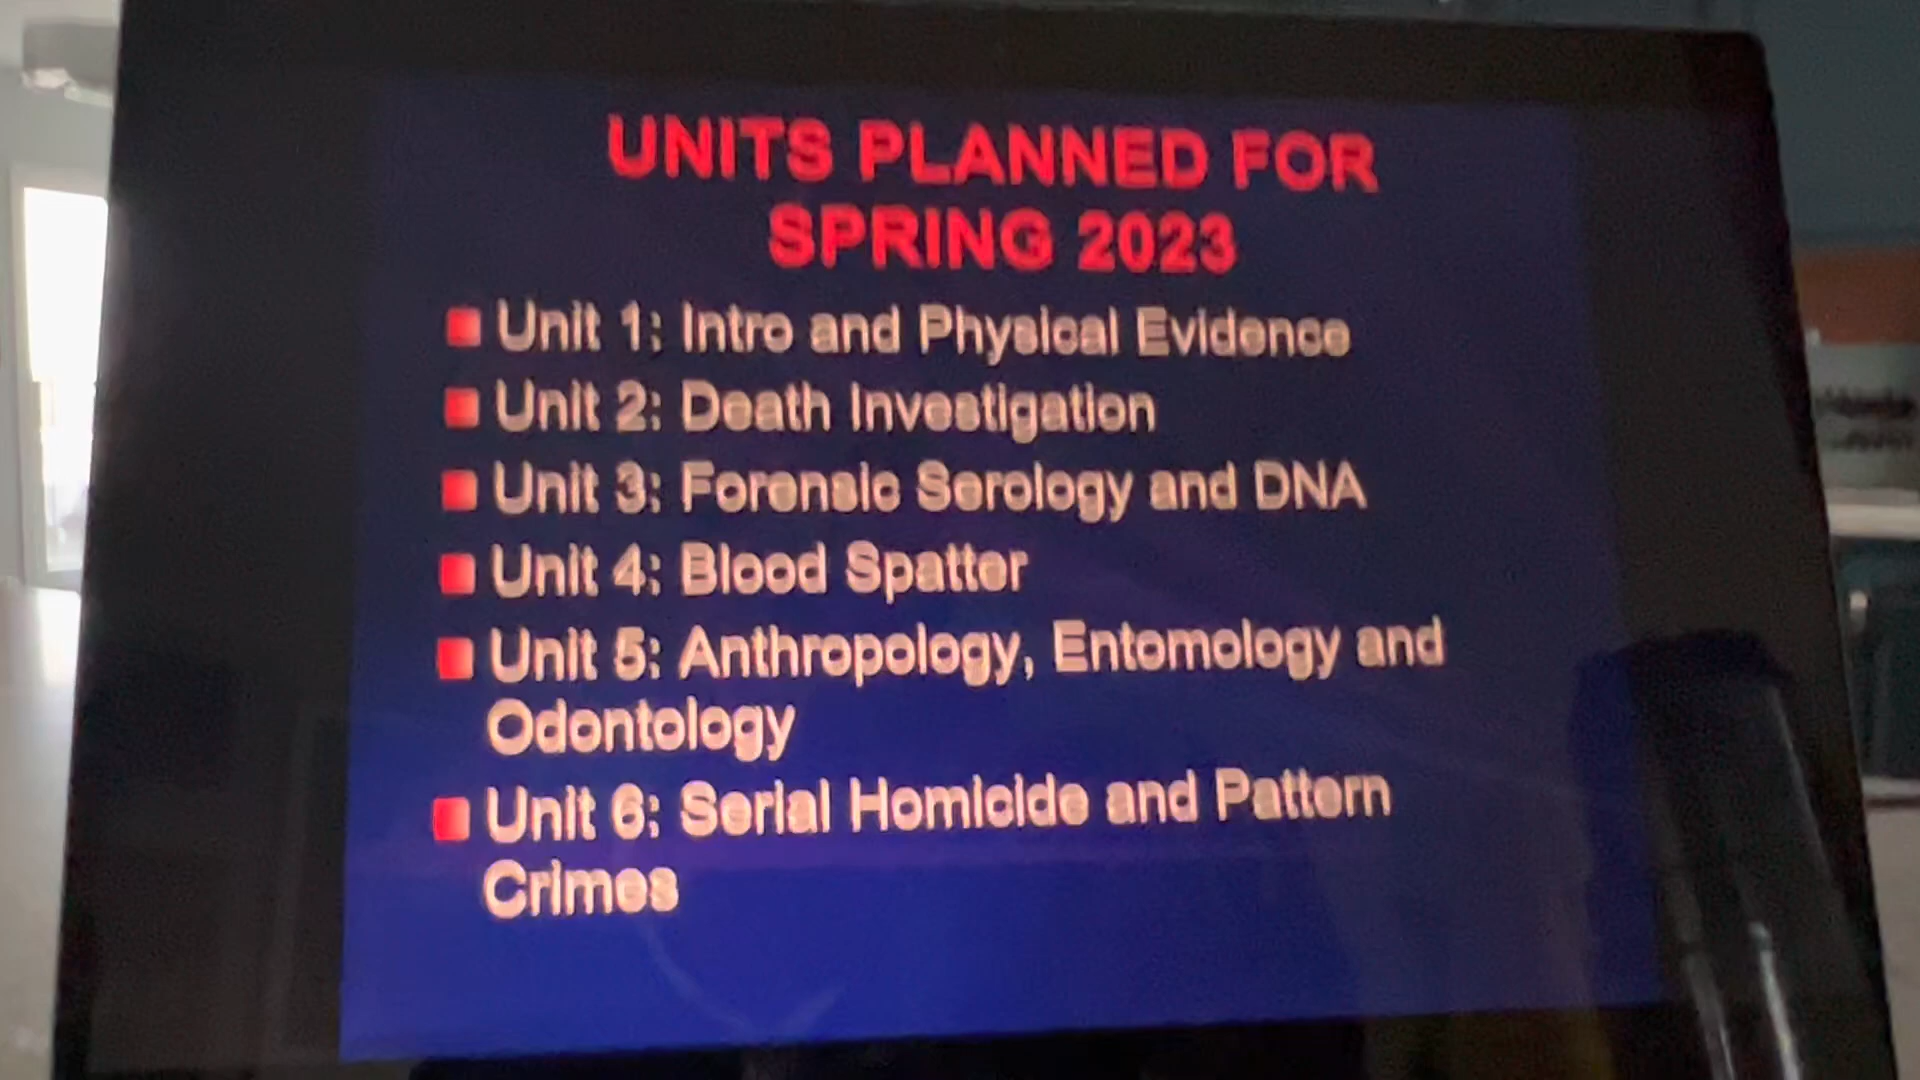 UNITS PLANNED FOR
SPRING 2023
Unit 1: Intro and Physical Evidence
Unit 2: Death Investigation
Unit 3: Forensic Serology and DNA
Unit 4: Blood Spatter
Unit 5: Anthropology, Entomology and
Odontology
Unit 6: Serial Homicide and Pattern
Crimes